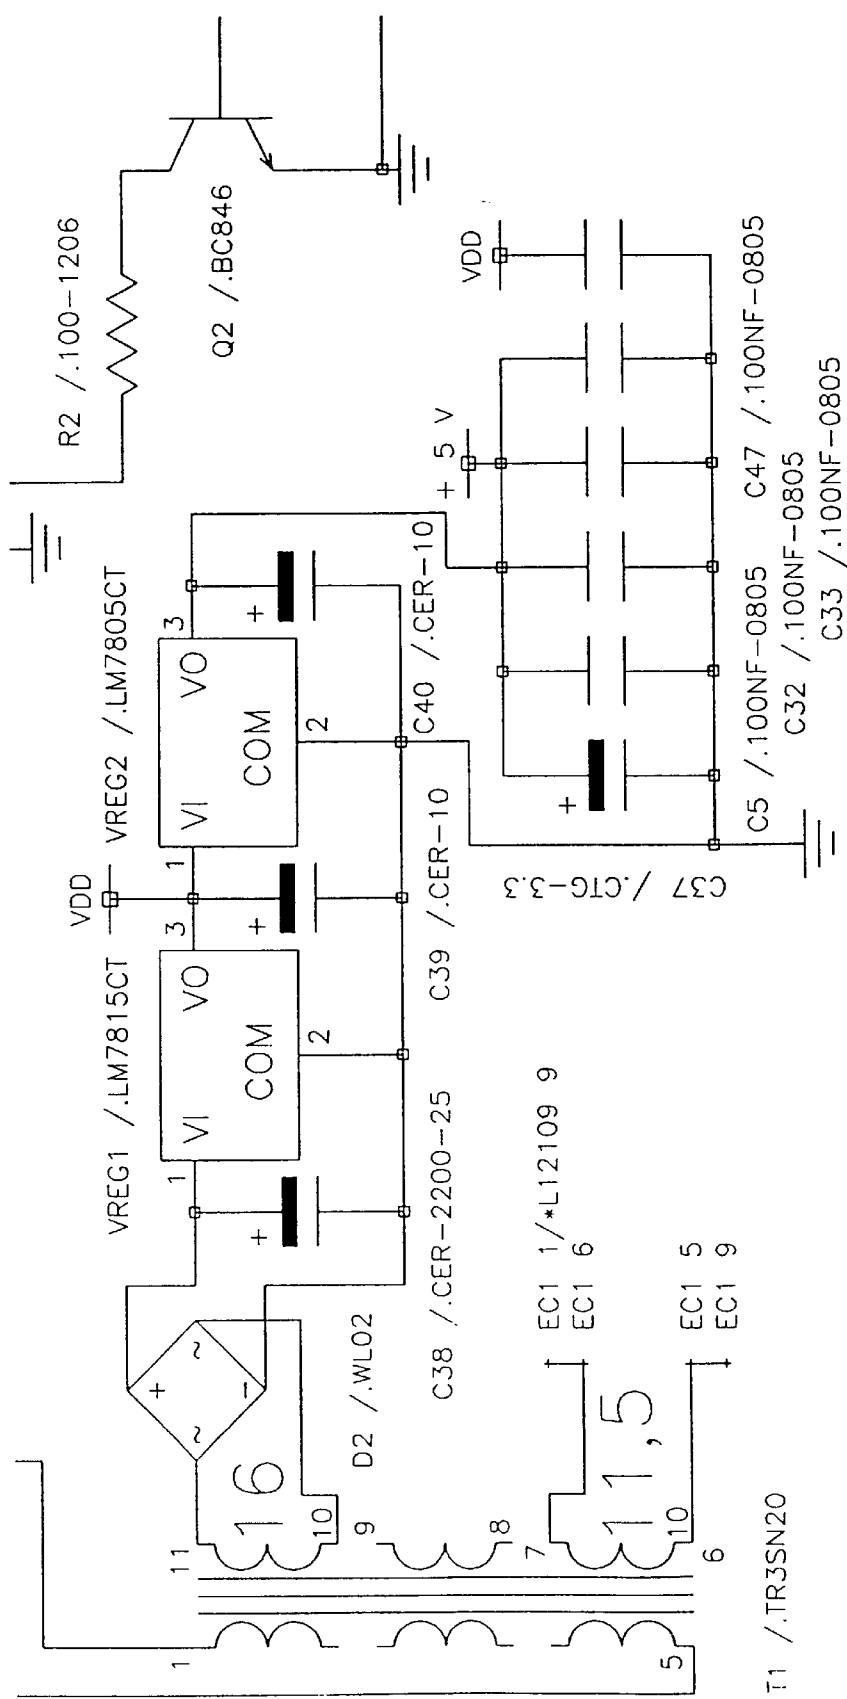 R2 /.100-1206
Q2 /.BC846
VDD
+ 5 V
C47 /.100NF-0805
C33 /.100NF-0805
C32 /.100NF-0805
C5 /.100NF-0805
C37 /.CTG-3.3
+
VREG2 /.LM7805CT
VI
VO
COM
1
2
3
+
C40 /.CER-10
VDD
+
C39 /.CER-10
VREG1 /.LM7815CT
VI
VO
COM
1
2
3
+
C38 /.CER-2200-25
D2 /.WL02
+
~
~
-
16
11
10
9
8
7
11,5
10
6
1
5
EC1 1/*L12109 9
EC1 6
EC1 5
EC1 9
T1 /.TR3SN20